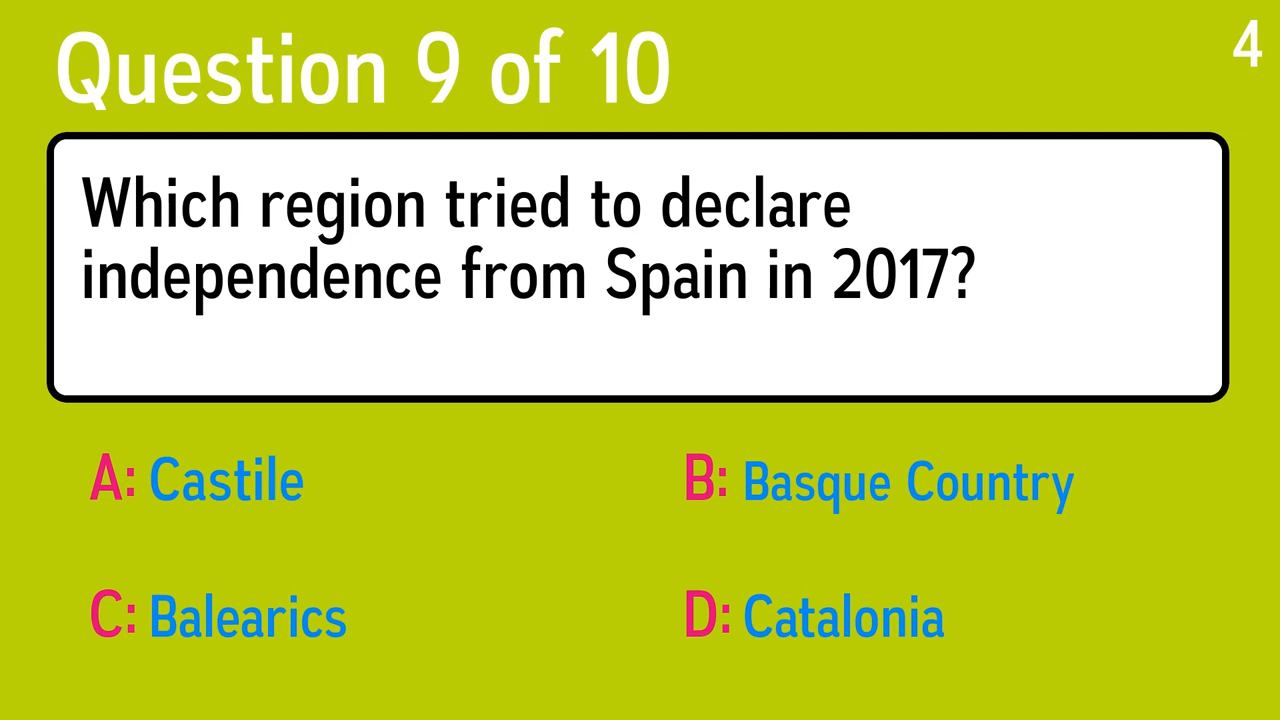 Question 9 of 10
4
Which region tried to declare
independence from Spain in 2017?
A: Castile
B: Basque Country
C: Balearics
D: Catalonia